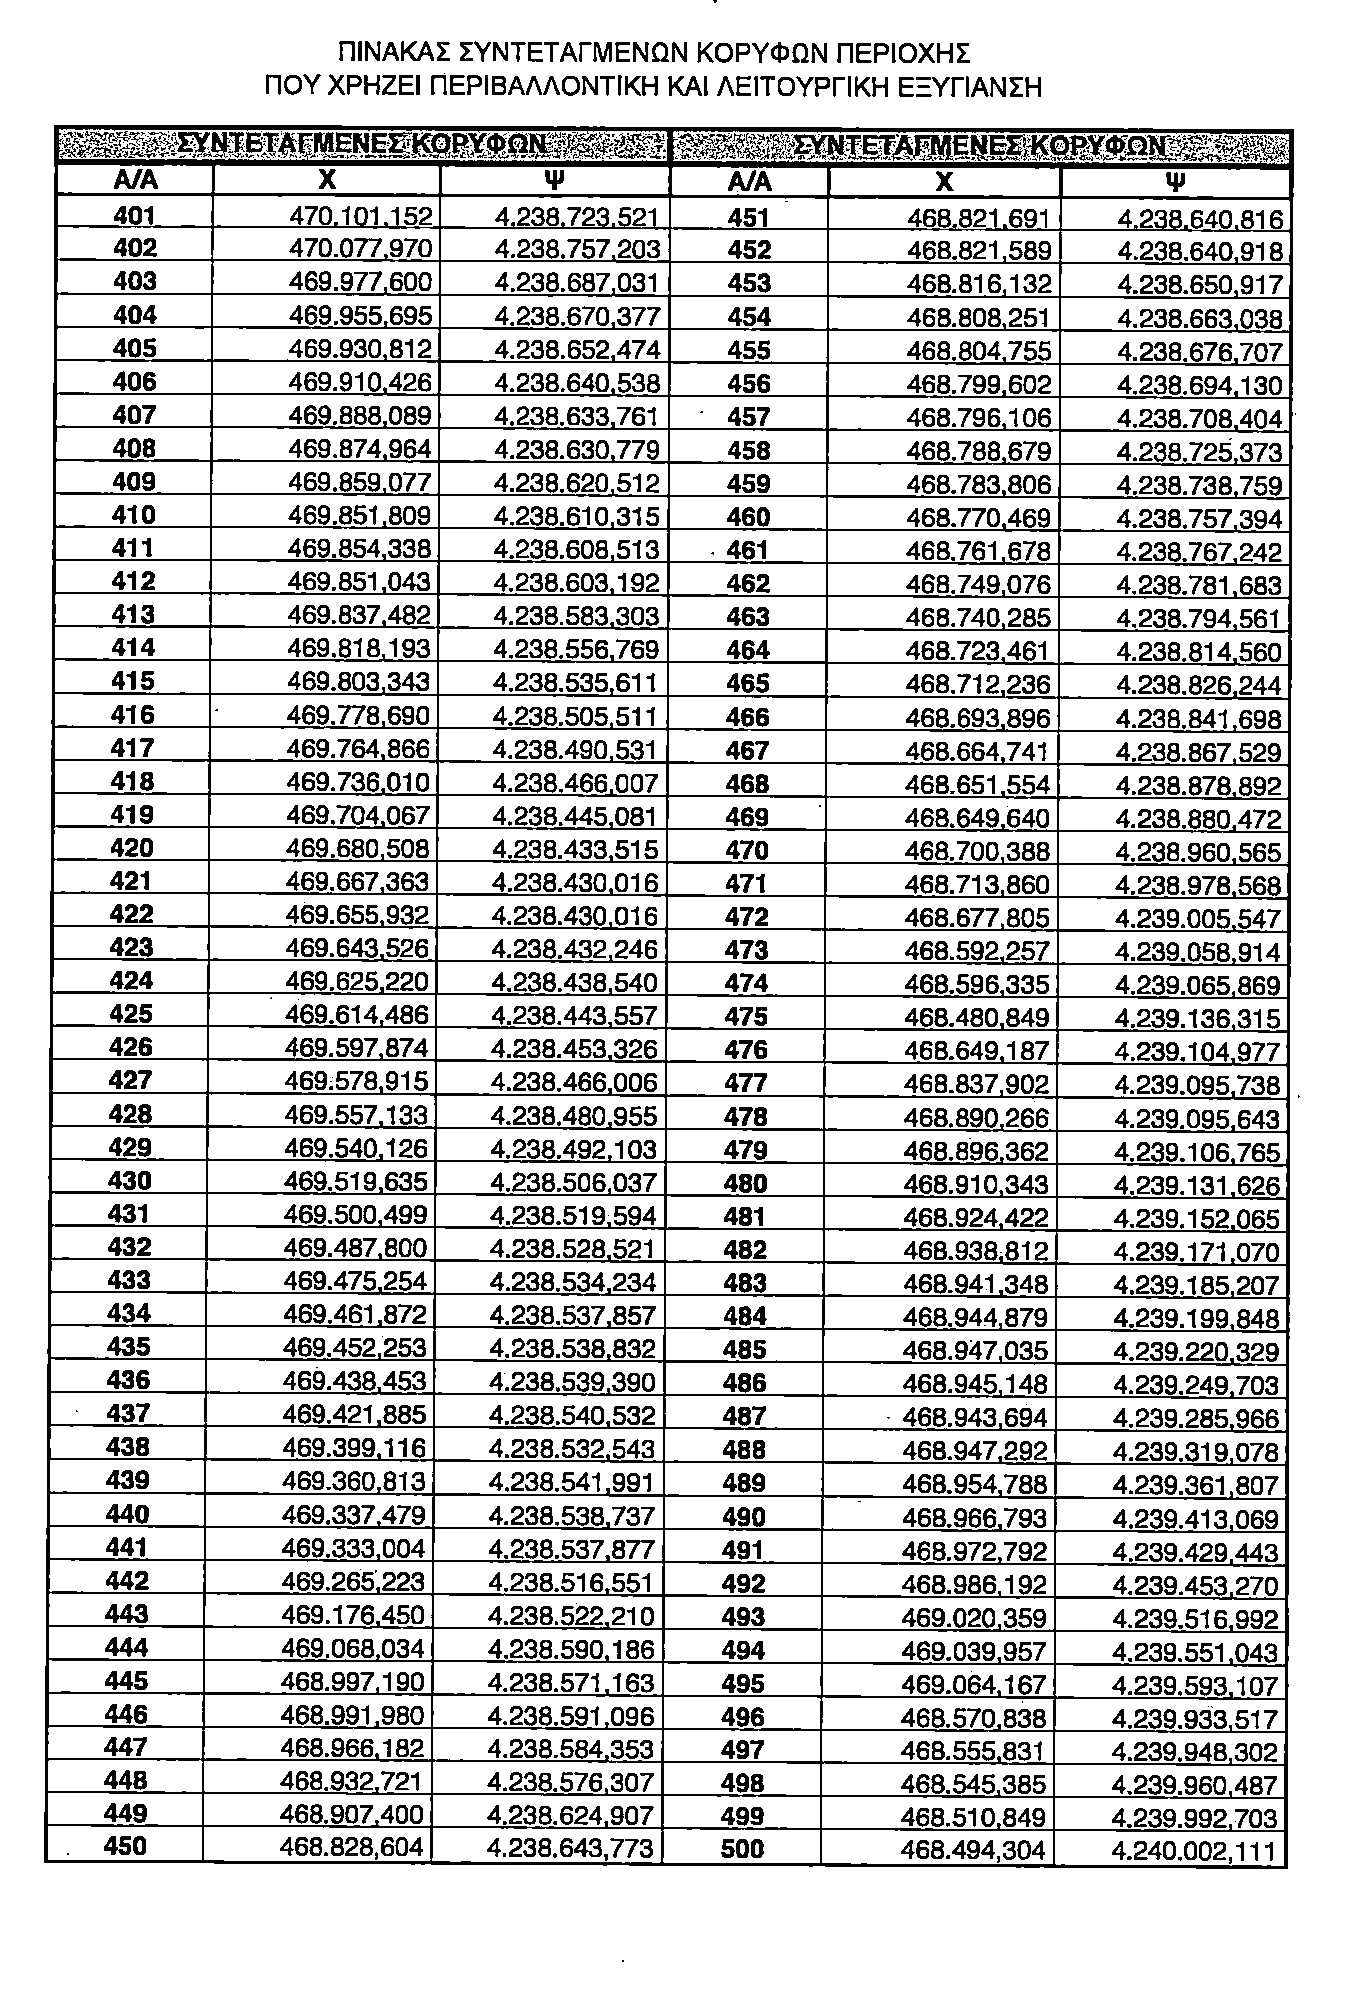 ΠΙΝΑΚΑΣ ΣΥΝΤΕΤΑΓΜΕΝΩΝ ΚΟΡΥΦΩΝ ΠΕΡΙΟΧΗΣ
ΠΟΥ ΧΡΗΖΕΙ ΠΕΡΙΒΑΛΛΟΝΤΙΚΗ ΚΑΙ ΛΕΙΤΟΥΡΓΙΚΗ ΕΞΥΓΙΑΝΣΗ
ΣΥΝΤΕΤΑΓΜΕΝΕΣ ΚΟΡΥΦΩΝ ΣΥΝΤΕΤΑΓΜΕΝΕΣ ΚΟΡΥΦΩΝ
Α/Α Χ Ψ Α/Α Χ Ψ
401 470.101,152 4.238.723,521 451 468.821,691 4.238.640,816
402 470.077,970 4.238.757,203 452 468.821,589 4.238.640,918
403 469.977,600 4.238.687,031 453 468.816,132 4.238.650,917
404 469.955,695 4.238.670,377 454 468.808,251 4.238.663,038
405 469.930,812 4.238.652,474 455 468.804,755 4.238.676,707
406 469.910,426 4.238.640,538 456 468.799,602 4.238.694,130
407 469.888,089 4.238.633,761 457 468.796,106 4.238.708,404
408 469.874,964 4.238.630,779 458 468.788,679 4.238.725,373
409 469.859,077 4.238.620,512 459 468.783,806 4.238.738,759
410 469.851,809 4.238.610,315 460 468.770,469 4.238.757,394
411 469.854,338 4.238.608,513 461 468.761,678 4.238.767,242
412 469.851,043 4.238.603,192 462 468.749,076 4.238.781,683
413 469.837,482 4.238.583,303 463 468.740,285 4.238.794,561
414 469.818,193 4.238.556,769 464 468.723,461 4.238.814,560
415 469.803,343 4.238.535,611 465 468.712,236 4.238.826,244
416 469.778,690 4.238.505,511 466 468.693,896 4.238.841,698
417 469.764,866 4.238.490,531 467 468.664,741 4.238.867,529
418 469.736,010 4.238.466,007 468 468.651,554 4.238.878,892
419 469.704,067 4.238.445,081 469 468.649,640 4.238.880,472
420 469.680,508 4.238.433,515 470 468.700,388 4.238.960,565
421 469.667,363 4.238.430,016 471 468.713,860 4.238.978,568
422 469.655,932 4.238.430,016 472 468.677,805 4.239.005,547
423 469.643,526 4.238.432,246 473 468.592,257 4.239.058,914
424 469.625,220 4.238.438,540 474 468.596,335 4.239.065,869
425 469.614,486 4.238.443,557 475 468.480,849 4.239.136,315
426 469.597,874 4.238.453,326 476 468.649,187 4.239.104,977
427 469.578,915 4.238.466,006 477 468.837,902 4.239.095,738
428 469.557,133 4.238.480,955 478 468.890,266 4.239.095,643
429 469.540,126 4.238.492,103 479 468.896,362 4.239.106,765
430 469.519,635 4.238.506,037 480 468.910,343 4.239.131,626
431 469.500,499 4.238.519,594 481 468.924,422 4.239.152,065
432 469.487,800 4.238.528,521 482 468.938,812 4.239.171,070
433 469.475,254 4.238.534,234 483 468.941,348 4.239.185,207
434 469.461,872 4.238.537,857 484 468.944,879 4.239.199,848
435 469.452,253 4.238.538,832 485 468.947,035 4.239.220,329
436 469.438,453 4.238.539,390 486 468.945,148 4.239.249,703
437 469.421,885 4.238.540,532 487 468.943,694 4.239.285,966
438 469.399,116 4.238.532,543 488 468.947,292 4.239.319,078
439 469.360,813 4.238.541,991 489 468.954,788 4.239.361,807
440 469.337,479 4.238.538,737 490 468.966,793 4.239.413,069
441 469.333,004 4.238.537,877 491 468.972,792 4.239.429,443
442 469.265,223 4.238.516,551 492 468.986,192 4.239.453,270
443 469.176,450 4.238.522,210 493 469.020,359 4.239.516,992
444 469.068,034 4.238.590,186 494 469.039,957 4.239.551,043
445 468.997,190 4.238.571,163 495 469.064,167 4.239.593,107
446 468.991,980 4.238.591,096 496 468.570,838 4.239.933,517
447 468.966,182 4.238.584,353 497 468.555,831 4.239.948,302
448 468.932,721 4.238.576,307 498 468.545,385 4.239.960,487
449 468.907,400 4.238.624,907 499 468.510,849 4.239.992,703
450 468.828,604 4.238.643,773 500 468.494,304 4.240.002,111